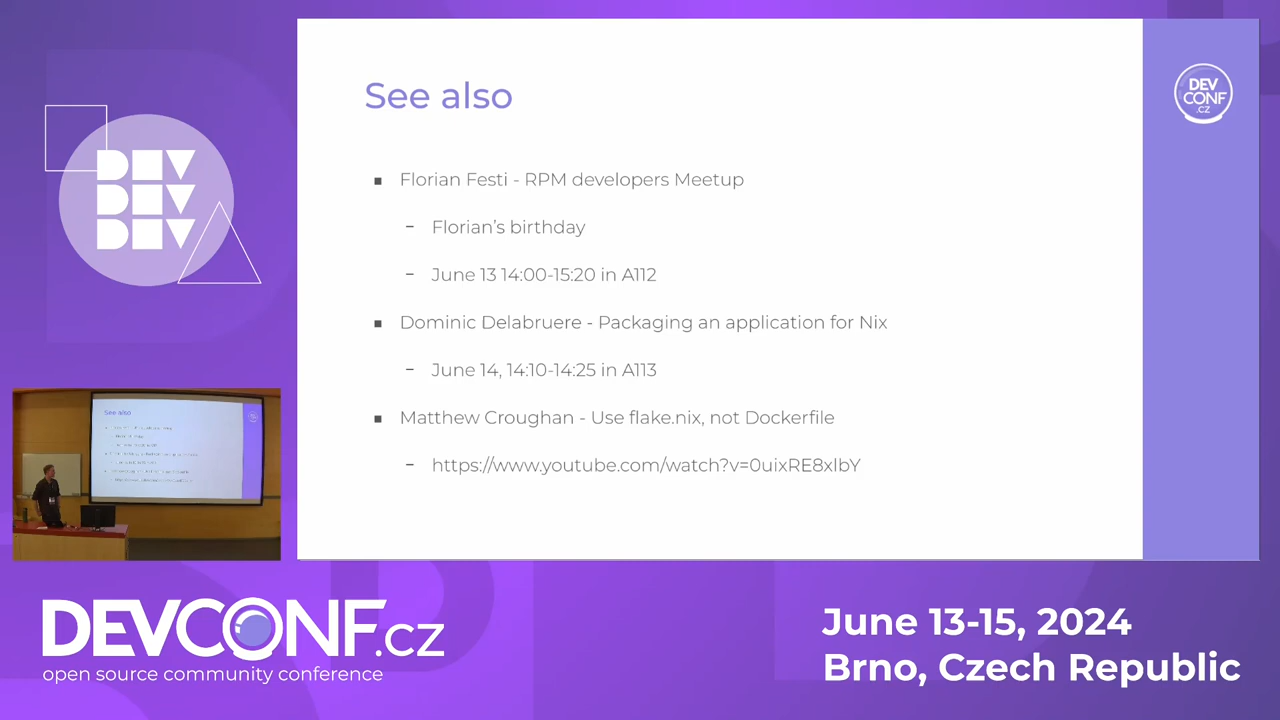 See also
▪ Florian Festi - RPM developers Meetup
- Florian's birthday
- June 13 14:00-15:20 in A112
▪ Dominic Delabruere - Packaging an application for Nix
- June 14, 14:10-14:25 in A113
▪ Matthew Croughan - Use flake.nix, not Dockerfile
- https://www.youtube.com/watch?v=0uixRE8xlbY
DEV
CONF
.CZ
DEV
DEV
DEV
See also
DEVCONF.cz
open source community conference
June 13-15, 2024
Brno, Czech Republic